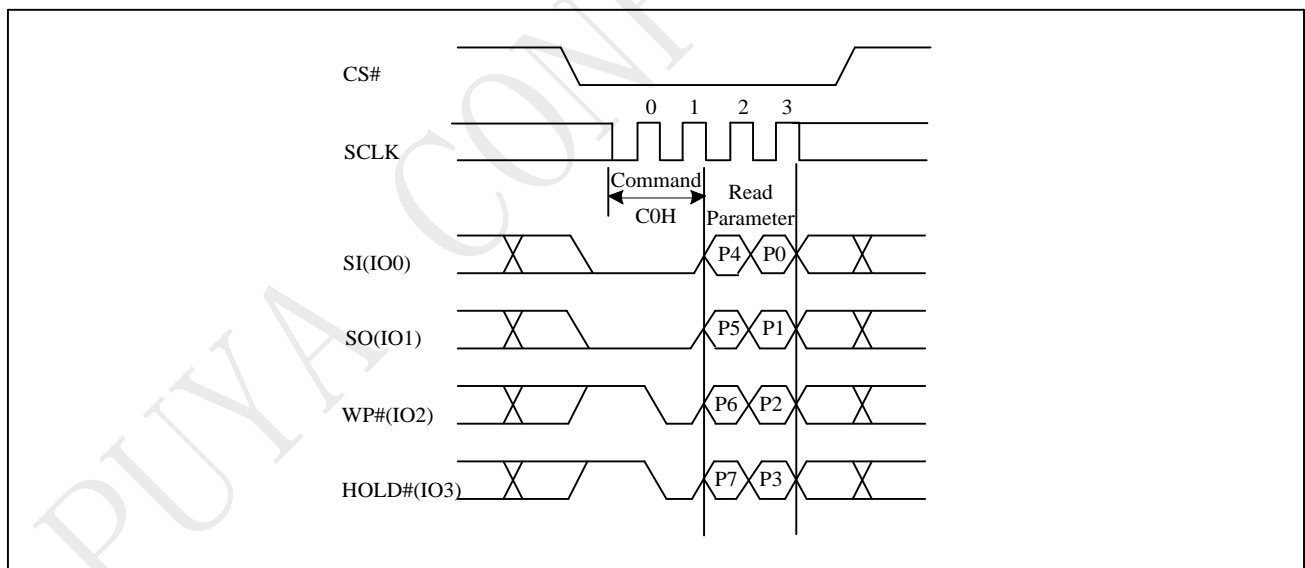 PUYA CONF
CS#
0 1 2 3
SCLK
Command
C0H
Read
Parameter
SI(IO0)
P4 P0
SO(IO1)
P5 P1
WP#(IO2)
P6 P2
HOLD#(IO3)
P7 P3